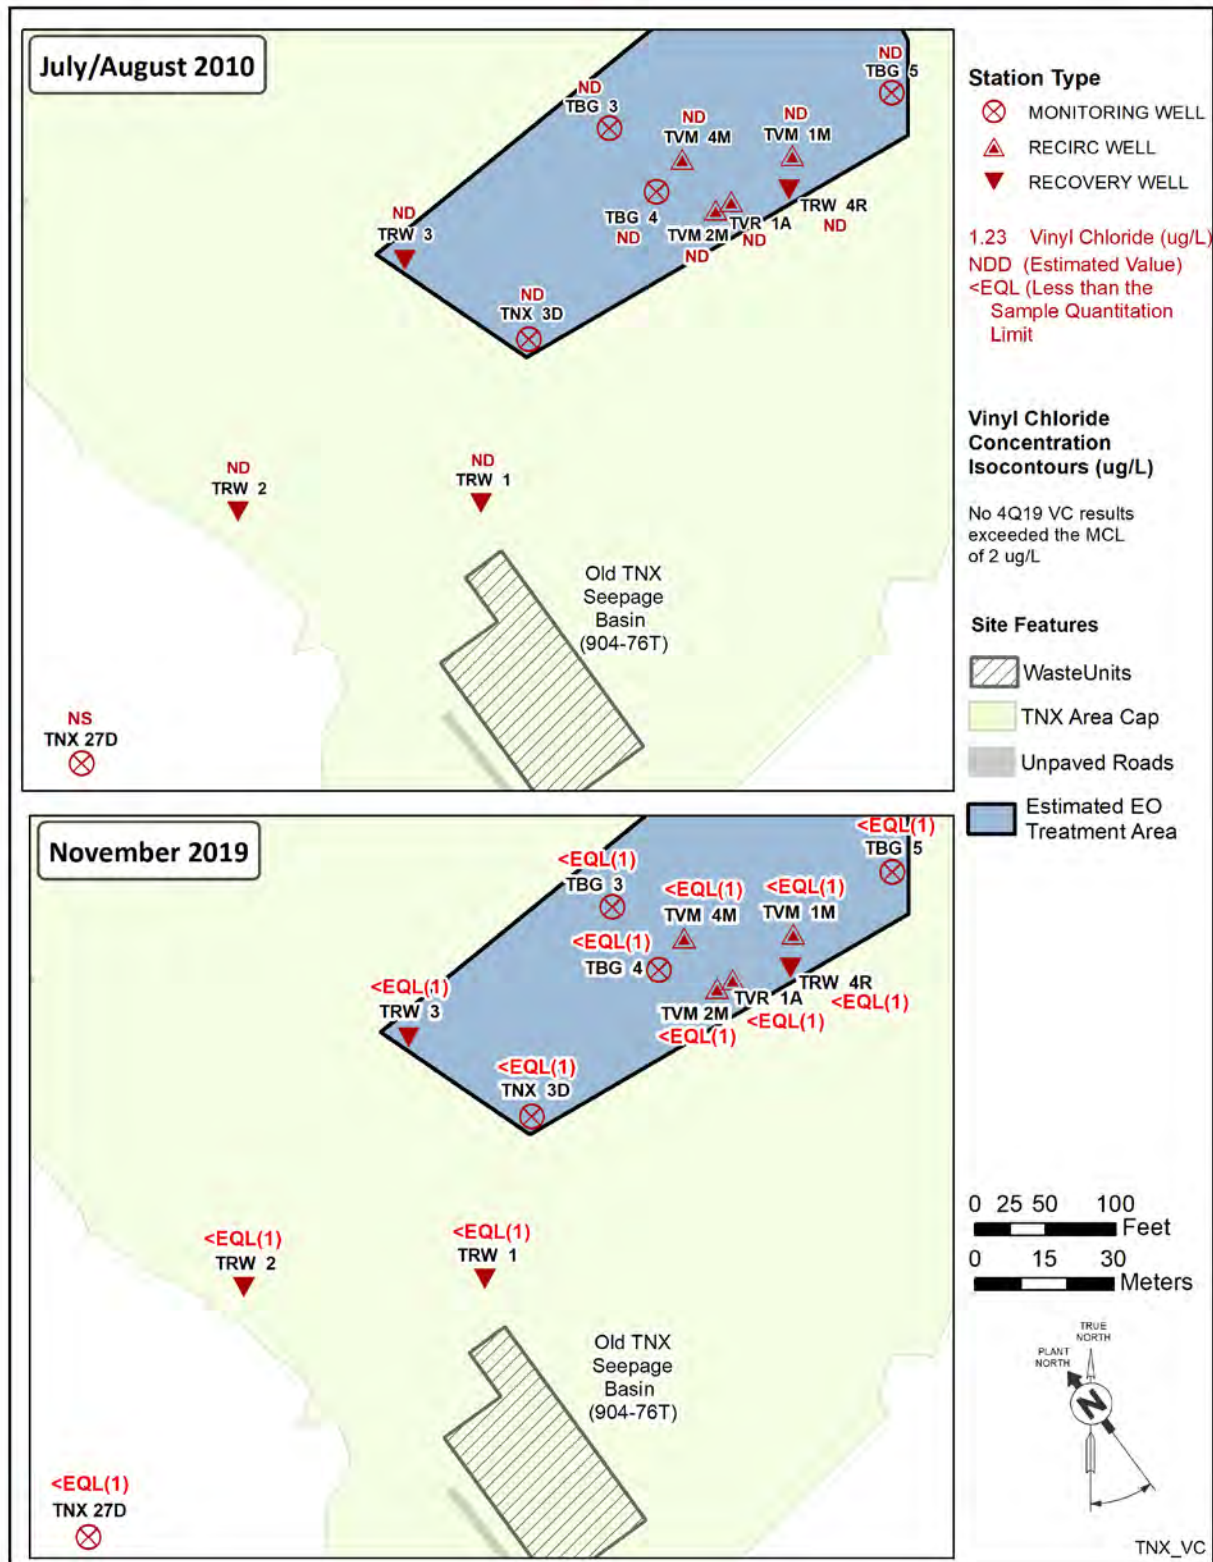 July/August 2010
ND
TBG 5
ND
TBG 3
ND
TVM 4M
ND
TVM 1M
TBG 4
ND
TRW 4R
ND
TVR 1A
ND
TVM 2M
ND
ND
TRW 3
ND
TNX 3D
ND
TRW 2
ND
TRW 1
Old TNX
Seepage
Basin
(904-76T)
NS
TNX 27D
November 2019
<EQL(1)
TBG 5
<EQL(1)
TBG 3
<EQL(1)
TVM 4M
<EQL(1)
TVM 1M
<EQL(1)
TBG 4
TRW 4R
<EQL(1)
TVR 1A
<EQL(1)
TVM 2M
<EQL(1)
<EQL(1)
TRW 3
<EQL(1)
TNX 3D
<EQL(1)
TRW 2
<EQL(1)
TRW 1
Old TNX
Seepage
Basin
(904-76T)
<EQL(1)
TNX 27D
Station Type
MONITORING WELL
RECIRC WELL
RECOVERY WELL
1.23 Vinyl Chloride (ug/L)
NDD (Estimated Value)
<EQL (Less than the
Sample Quantitation
Limit
Vinyl Chloride
Concentration
Isocontours (ug/L)
No 4Q19 VC results
exceeded the MCL
of 2 ug/L
Site Features
WasteUnits
TNX Area Cap
Unpaved Roads
Estimated EO
Treatment Area
0 25 50 100
Feet
0 15 30
Meters
TRUE
NORTH
PLANT
NORTH
N
TNX_VC